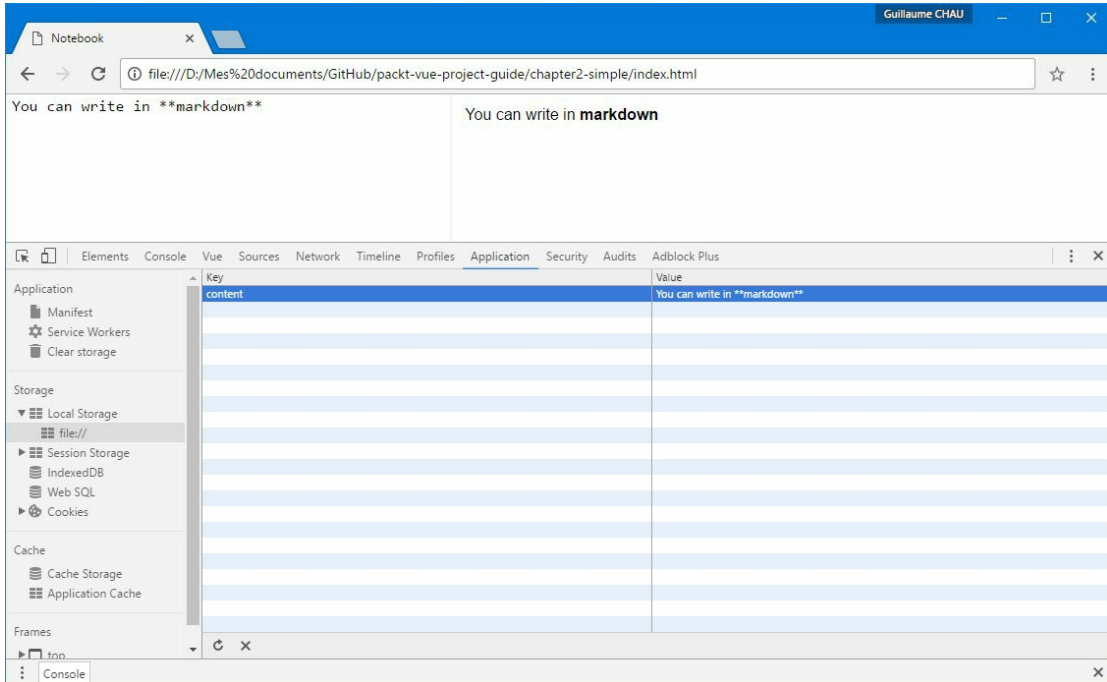 Guillaume CHAU
Notebook
file:///D:/Mes%20documents/GitHub/packt-vue-project-guide/chapter2-simple/index.html
You can write in **markdown**
You can write in markdown
Elements Console Vue Sources Network Timeline Profiles Application Security Audits Adblock Plus
Application
Manifest
Service Workers
Clear storage
Storage
Local Storage
file://
Session Storage
IndexedDB
Web SQL
Cookies
Cache
Cache Storage
Application Cache
Frames
top
Key Value
content You can write in **markdown**
Console